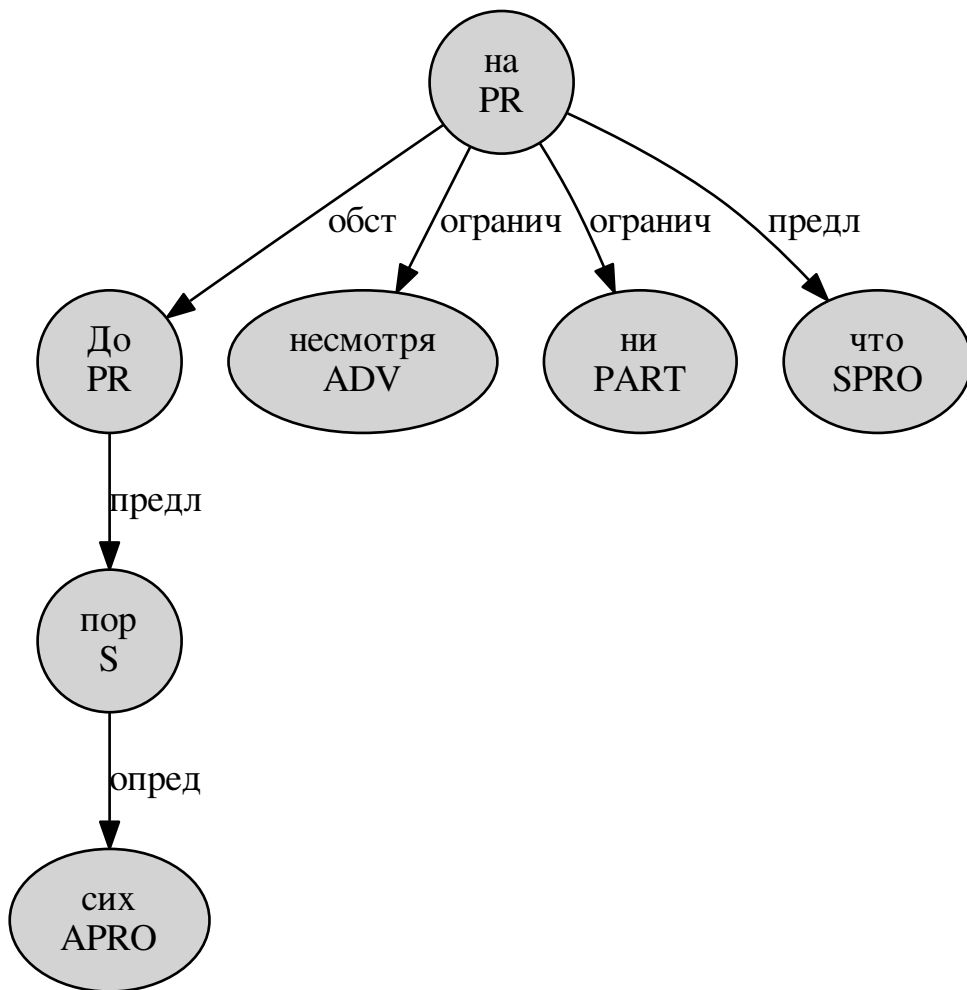 на
PR
обст
огранич
огранич
предл
До
PR
несмотря
ADV
ни
PART
что
SPRO
предл
пор
S
опред
сих
APRO